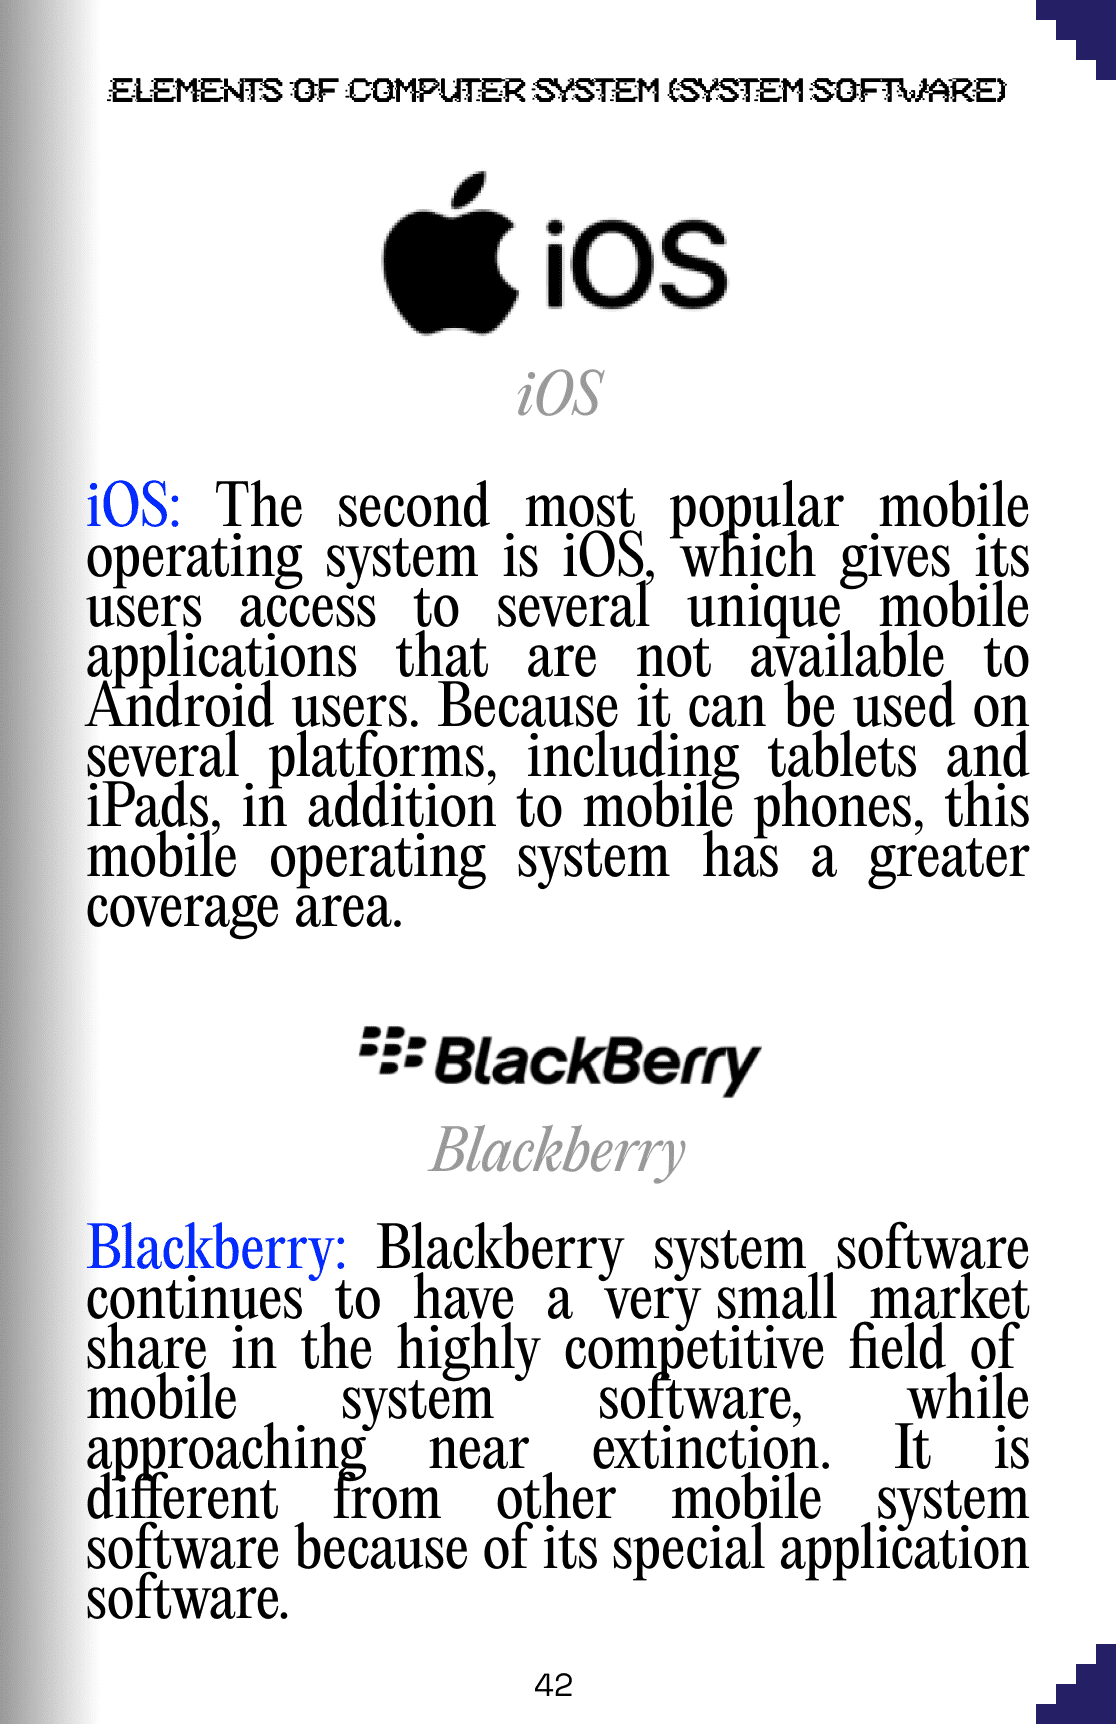 ELEMENTS OF COMPUTER SYSTEM (SYSTEM SOFTWARE)
iOS
iOS
iOS: The second most popular mobile
operating system is iOS, which gives its
users access to several unique mobile
applications that are not available to
Android users. Because it can be used on
several platforms, including tablets and
iPads, in addition to mobile phones, this
mobile operating system has a greater
coverage area.
BlackBerry
Blackberry
Blackberry: Blackberry system software
continues to have a very small market
share in the highly competitive field of
mobile system software, while
approaching near extinction. It is
different from other mobile system
software because of its special application
software.
42